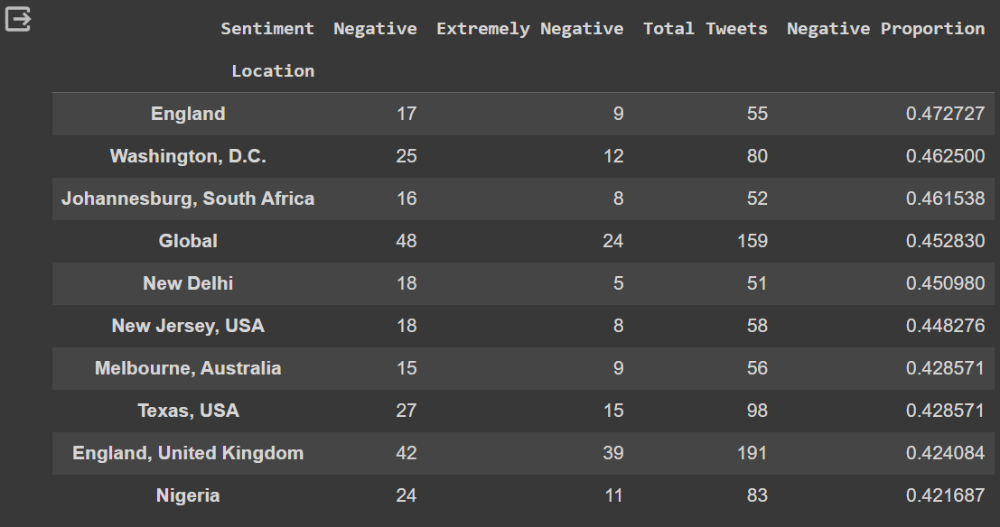 Sentiment Negative Extremely Negative Total Tweets Negative Proportion
Location
England 17 9 55 0.472727
Washington, D.C. 25 12 80 0.462500
Johannesburg, South Africa 16 8 52 0.461538
Global 48 24 159 0.452830
New Delhi 18 5 51 0.450980
New Jersey, USA 18 8 58 0.448276
Melbourne, Australia 15 9 56 0.428571
Texas, USA 27 15 98 0.428571
England, United Kingdom 42 39 191 0.424084
Nigeria 24 11 83 0.421687